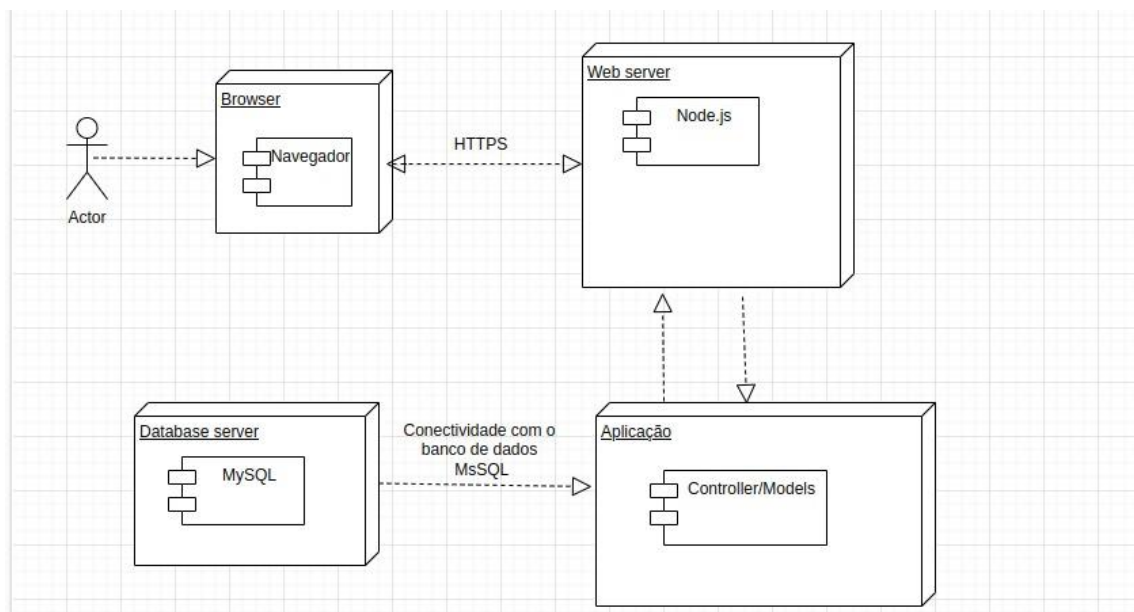 Web server
Node.js
Browser
Navegador
HTTPS
Actor
Database server
MySQL
Conectividade com o
banco de dados
MsSQL
Aplicação
Controller/Models